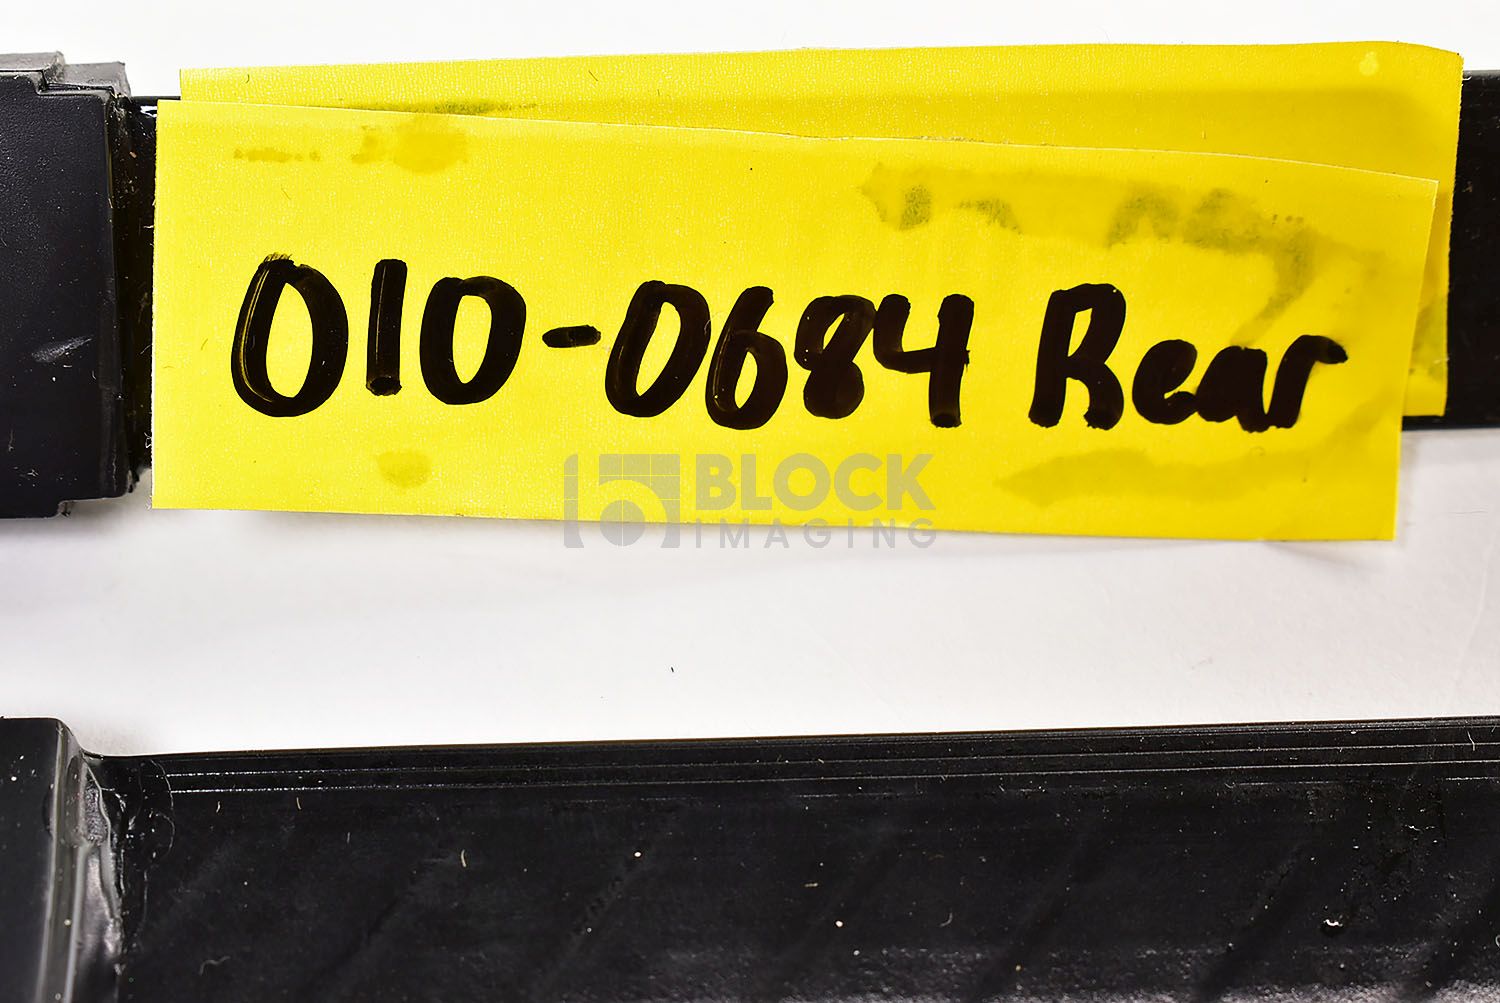 010-0684 Rear
BLOCK
IMAGING